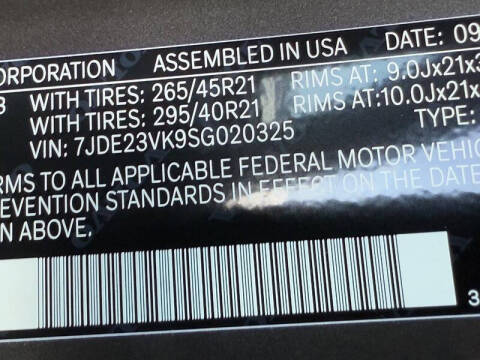 ORPORATION ASSEMBLED IN USA DATE: 09
B WITH TIRES: 265/45R21 RIMS AT: 9.0Jx21x3
WITH TIRES: 295/40R21 RIMS AT:10.0Jx21x
VIN: 7JDE23VK9SG020325 TYPE:
RMS TO ALL APPLICABLE FEDERAL MOTOR VEHIC
EVENTION STANDARDS IN EFFECT ON THE DATE
N ABOVE.
3